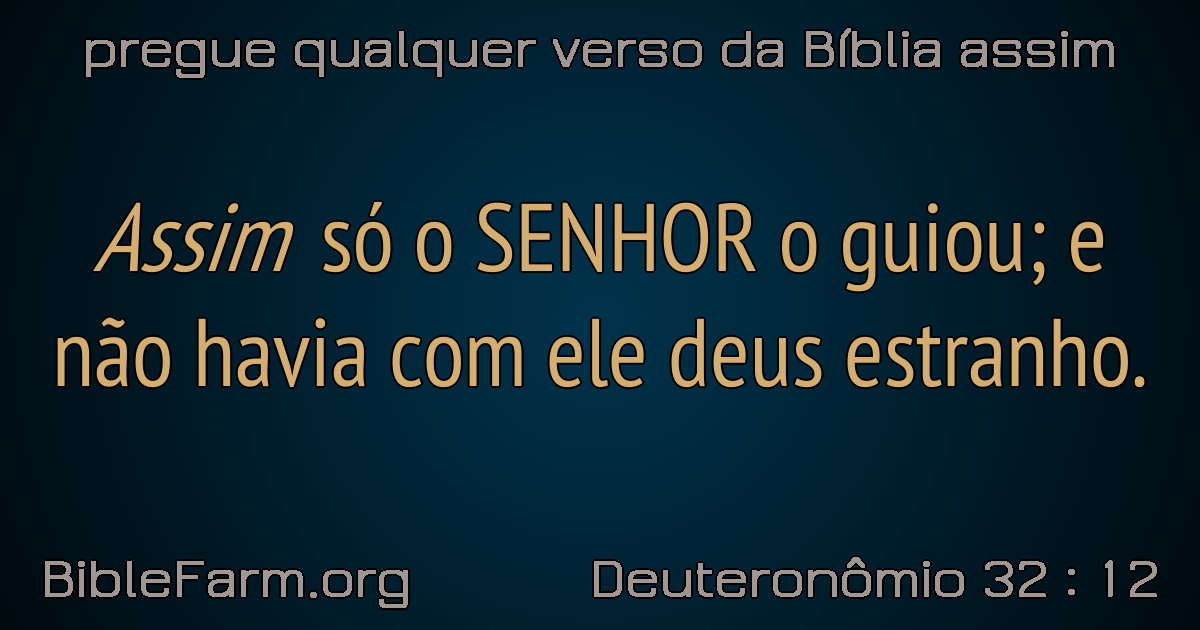 pregue qualquer verso da Bíblia assim
Assim só o SENHOR o guiou; e
não havia com ele deus estranho.
BibleFarm.org
Deuteronômio 32 : 12